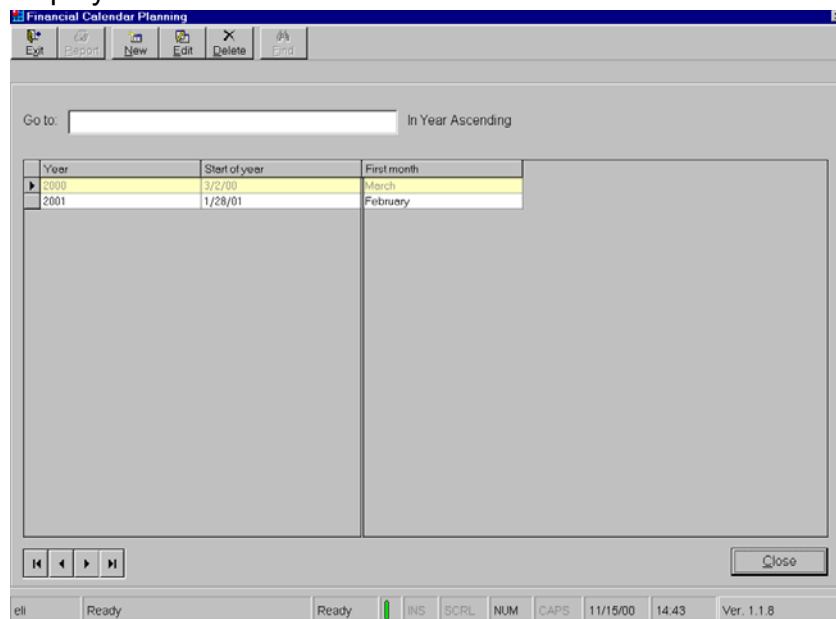 Financial Calendar Planning
Exit Report New Edit Delete Find
Go to: In Year Ascending
Year Start of year First month
2000 3/2/00 March
2001 1/28/01 February
Close
eli Ready Ready INS SCRL NUM CAPS 11/15/00 14:43 Ver. 1.1.8